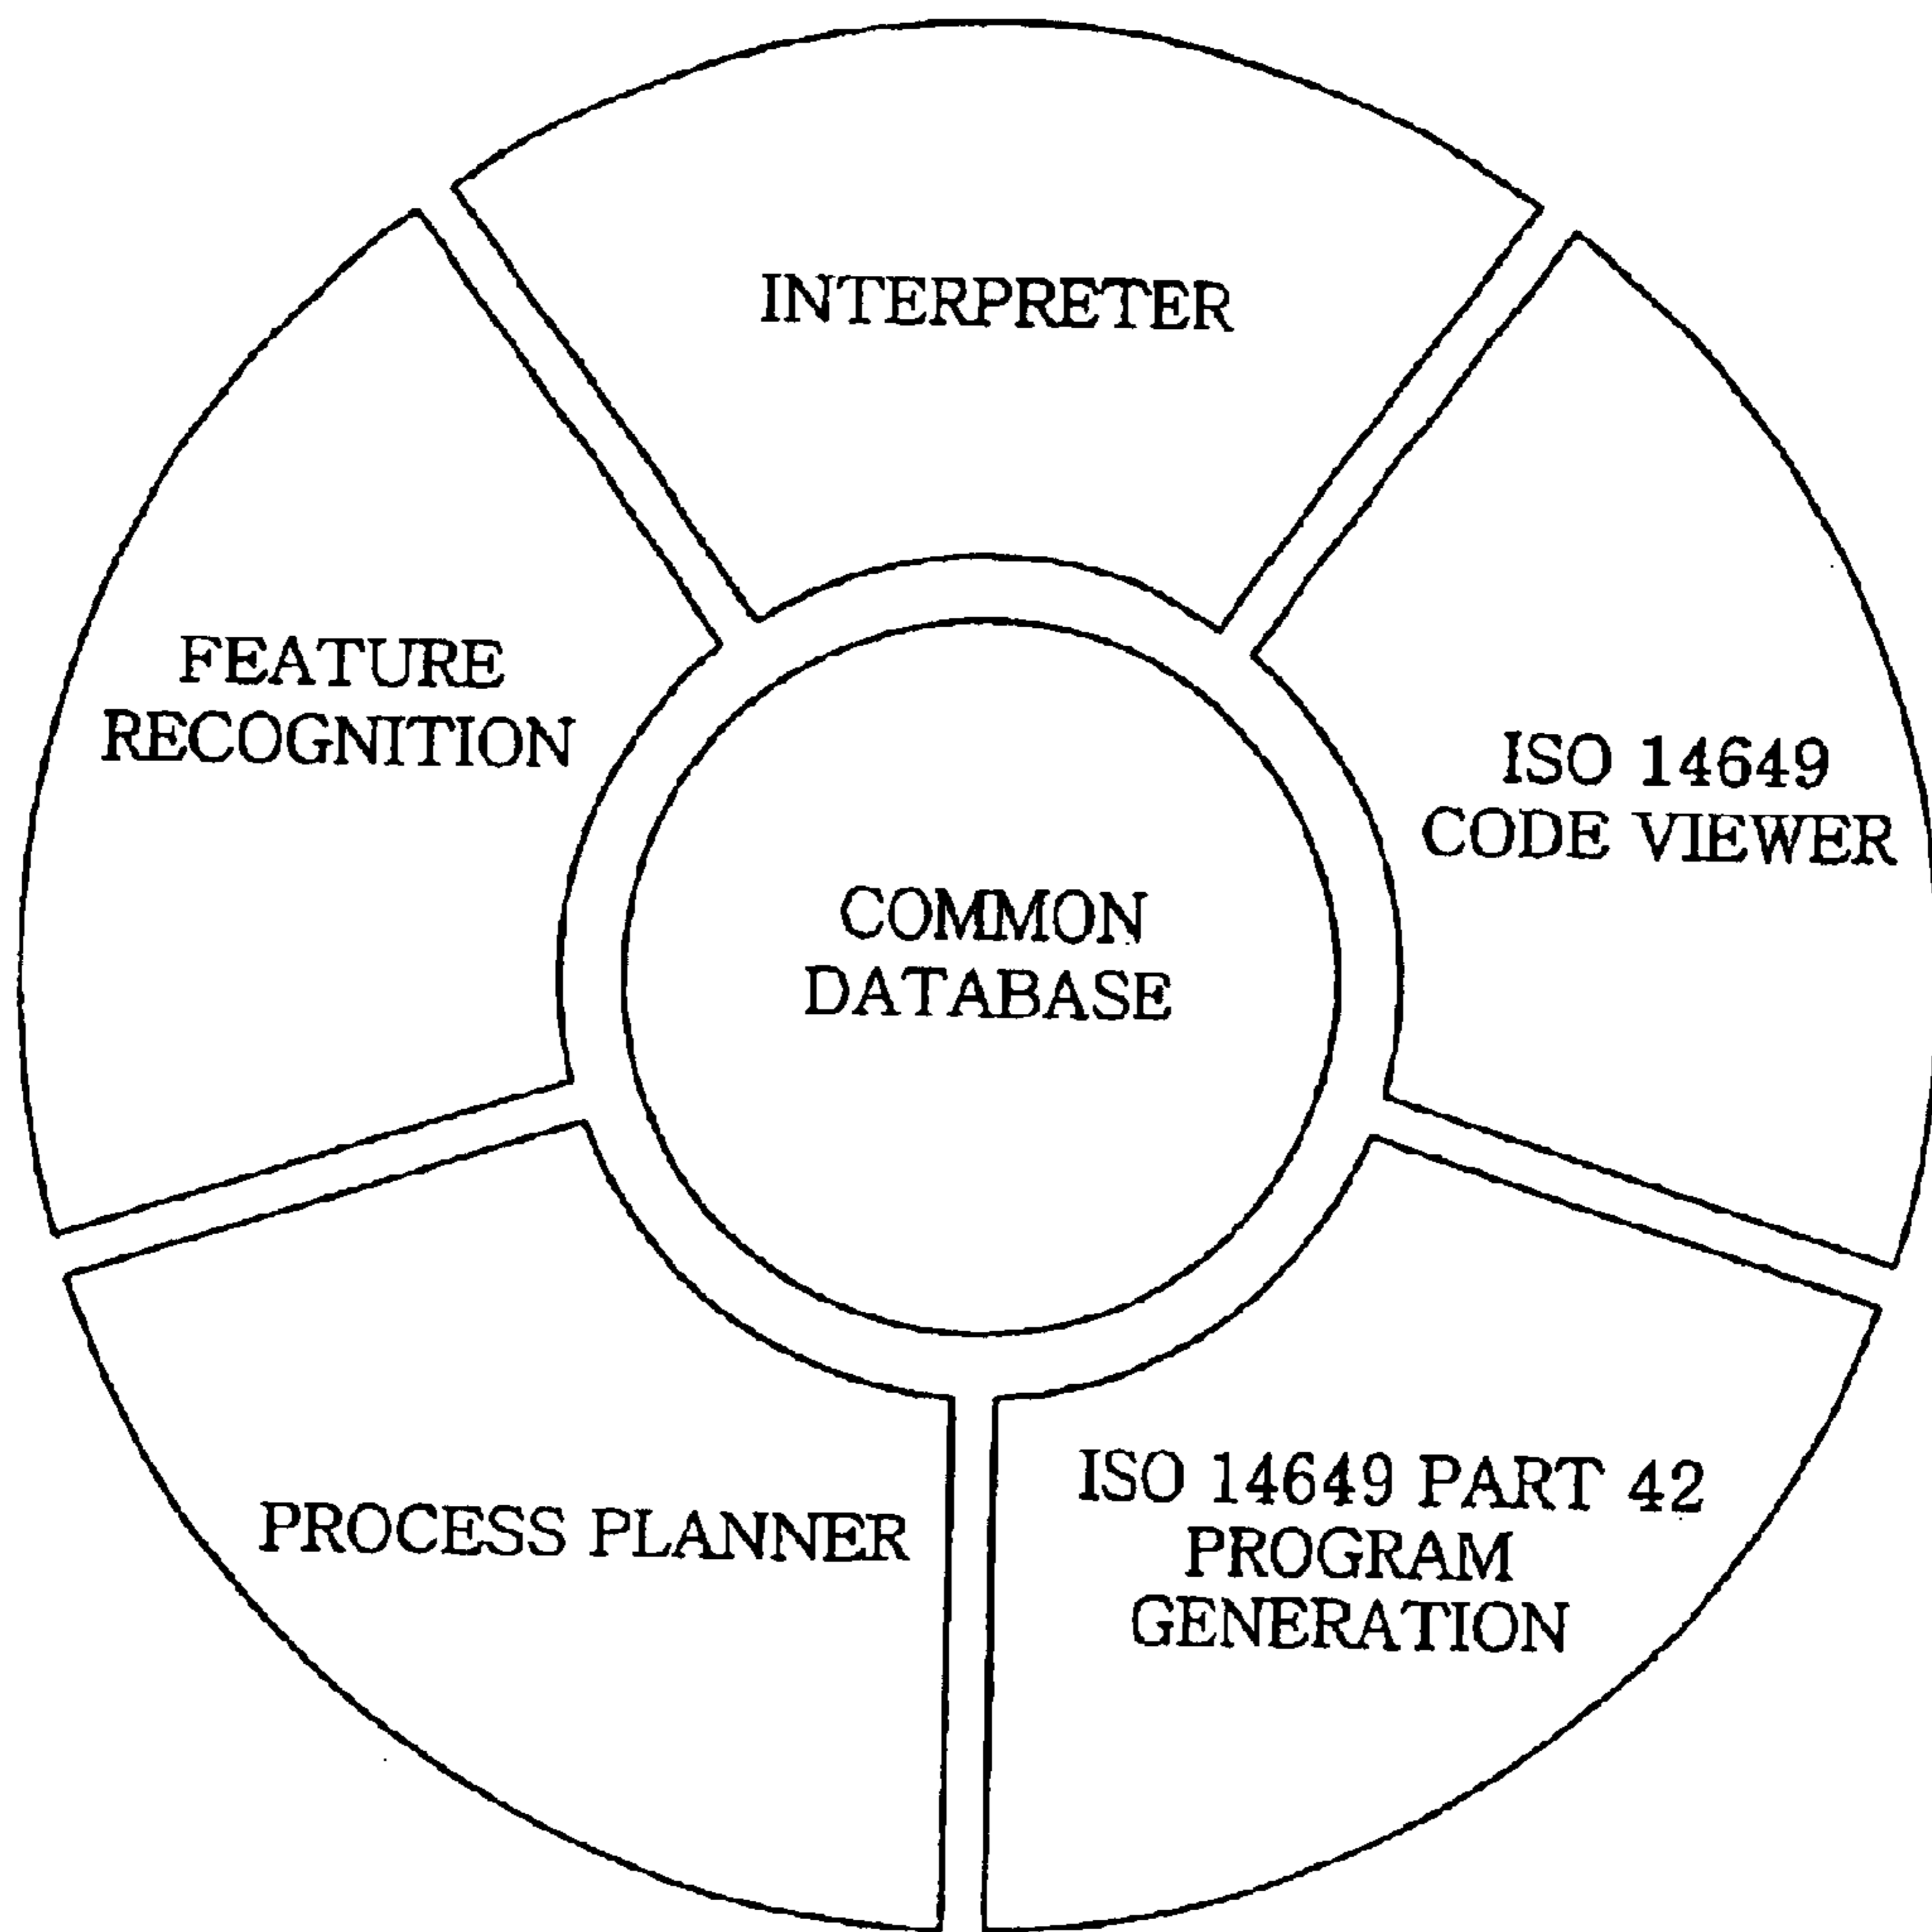 INTERPRETER
FEATURE
RECOGNITION
ISO 14649
CODE VIEWER
COMMON
DATABASE
PROCESS PLANNER
ISO 14649 PART 42
PROGRAM
GENERATION